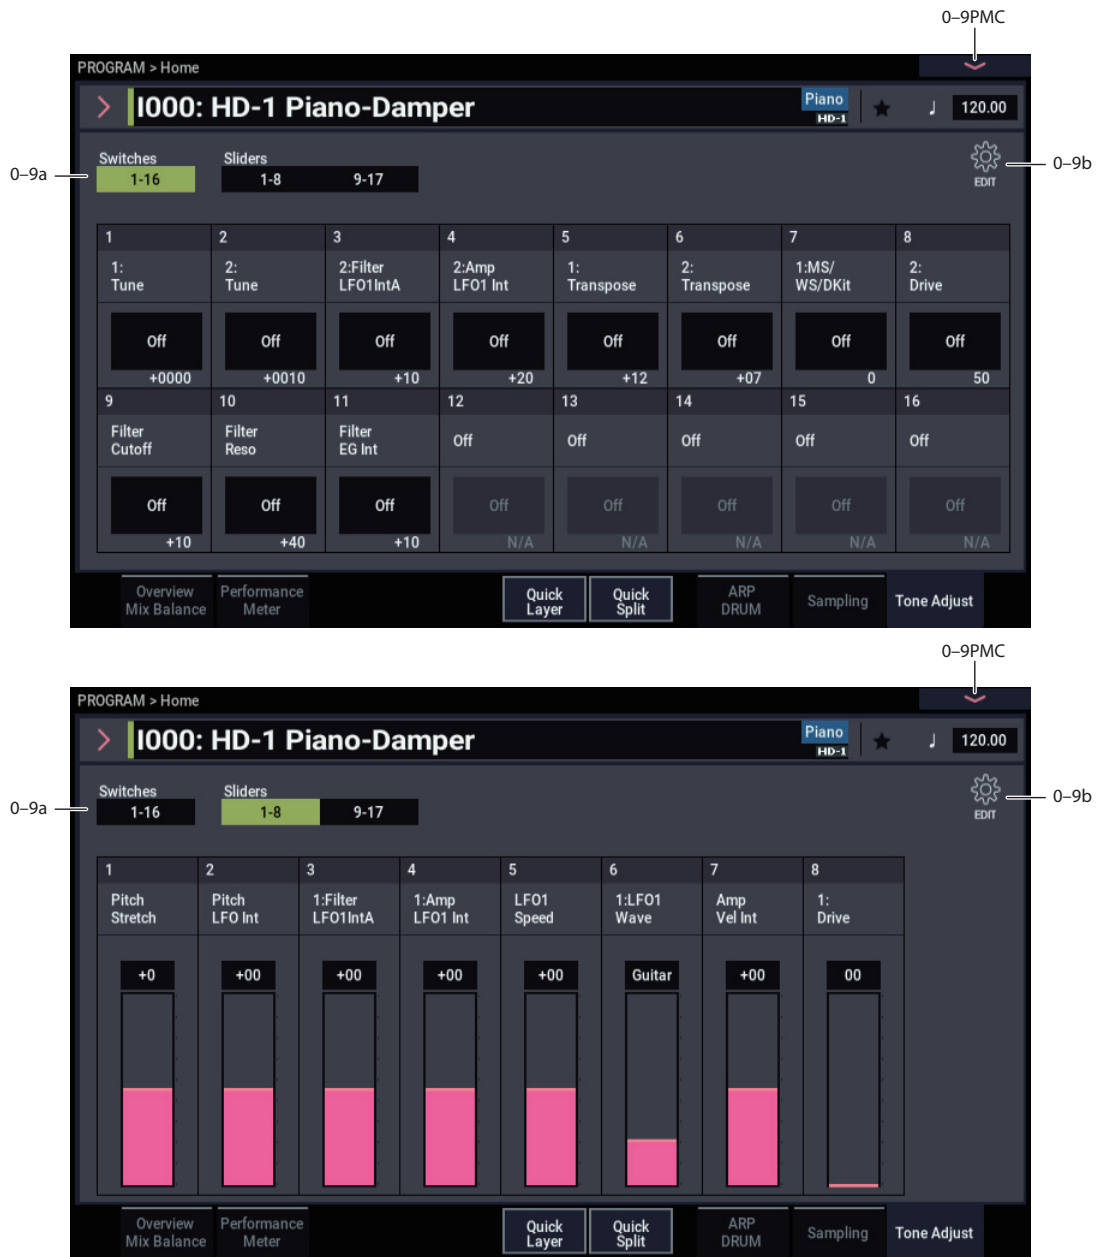 0–9PMC
PROGRAM > Home
I000: HD-1 Piano-Damper
Piano
HD-1
♩ 120.00
Switches
Sliders
1-16
1-8
9-17
EDIT
0–9a
0–9b
1 2 3 4 5 6 7 8
1: 2: 2:Filter 2:Amp 1: 2: 1:MS/ 2:
Tune Tune LFO1IntA LFO1 Int Transpose Transpose WS/DKit Drive
Off Off Off Off Off Off Off Off
+0000 +0010 +10 +20 +12 +07 0 50
9 10 11 12 13 14 15 16
Filter Filter Filter
Cutoff Reso EG Int Off Off Off Off Off
Off Off Off Off Off Off Off Off
+10 +40 +10 N/A N/A N/A N/A N/A
Overview Performance Quick Quick ARP
Mix Balance Meter Layer Split DRUM Sampling Tone Adjust
0–9PMC
PROGRAM > Home
I000: HD-1 Piano-Damper
Piano
HD-1
♩ 120.00
Switches
Sliders
1-16
1-8
9-17
EDIT
0–9a
0–9b
1 2 3 4 5 6 7 8
Pitch Pitch 1:Filter 1:Amp LFO1 1:LFO1 Amp 1:
Stretch LFO Int LFO1IntA LFO1 Int Speed Wave Vel Int Drive
+0 +00 +00 +00 +00 Guitar +00 00
Overview Performance Quick Quick ARP
Mix Balance Meter Layer Split DRUM Sampling Tone Adjust